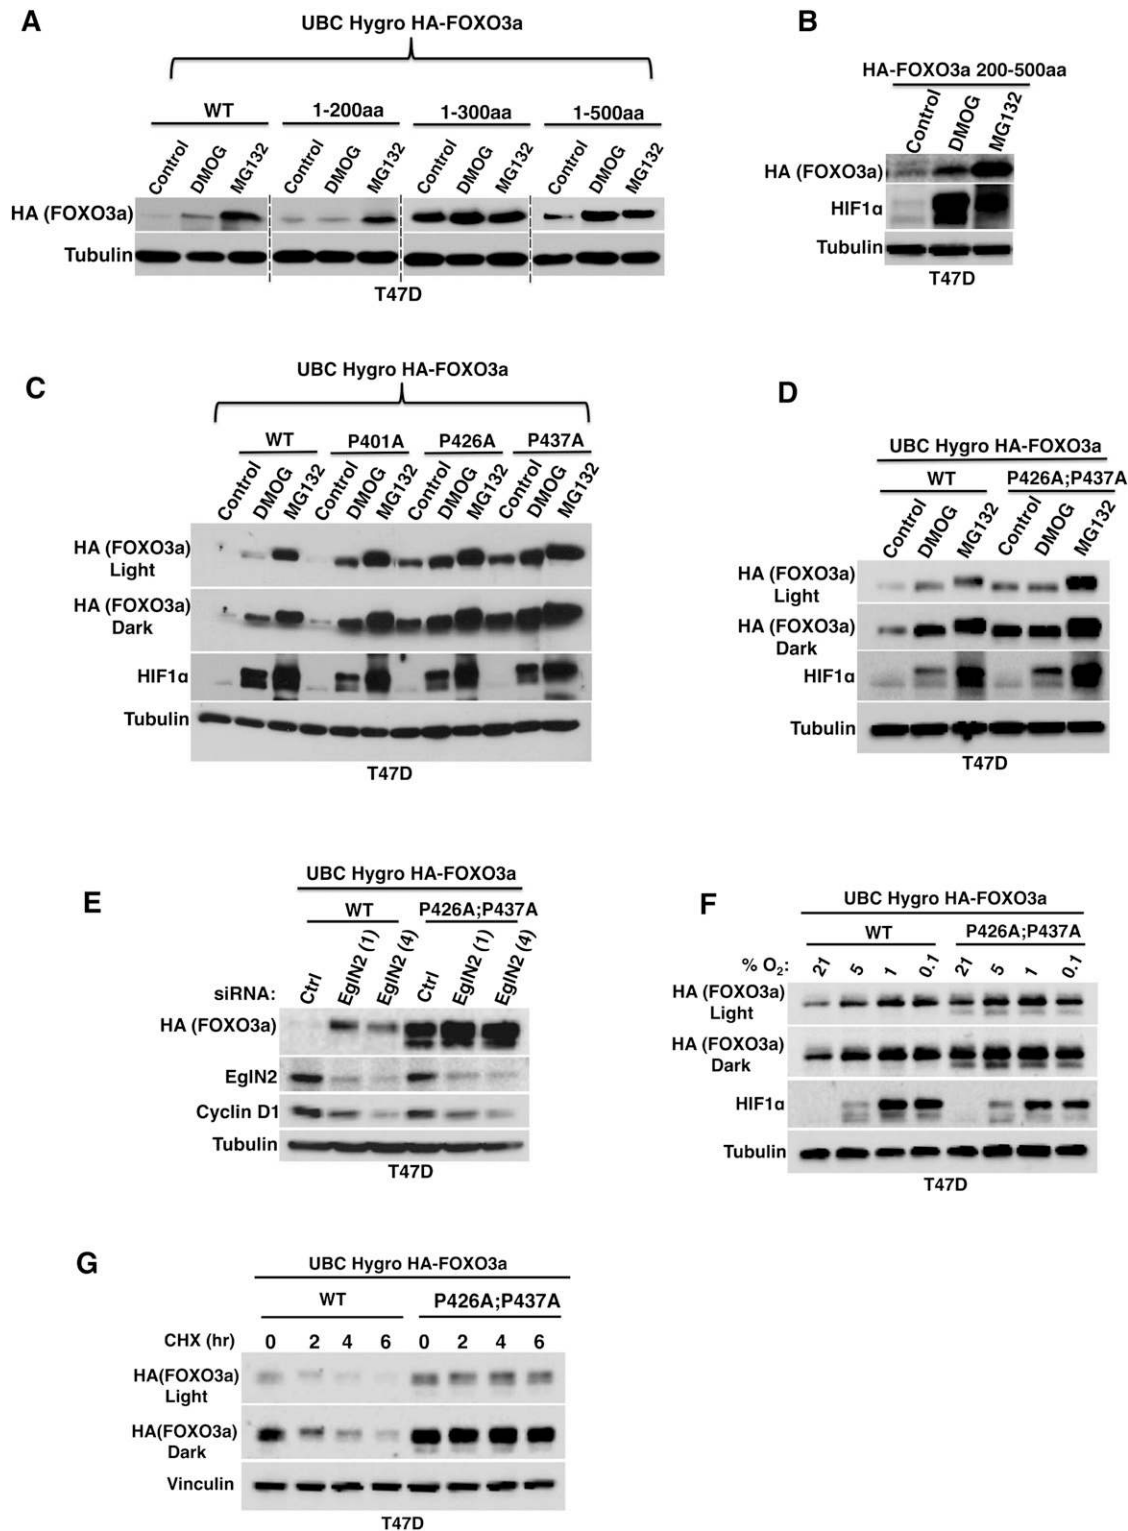 A
UBC Hygro HA-FOXO3a
WT 1-200aa 1-300aa 1-500aa
Control DMOG MG132 Control DMOG MG132 Control DMOG MG132 Control DMOG MG132
HA (FOXO3a)
Tubulin
T47D
B
HA-FOXO3a 200-500aa
Control DMOG MG132
HA (FOXO3a)
HIF1α
Tubulin
T47D
C
UBC Hygro HA-FOXO3a
WT P401A P426A P437A
Control DMOG MG132 Control DMOG MG132 Control DMOG MG132 Control DMOG MG132
HA (FOXO3a)
Light
HA (FOXO3a)
Dark
HIF1α
Tubulin
T47D
D
UBC Hygro HA-FOXO3a
WT P426A;P437A
Control DMOG MG132 Control DMOG MG132
HA (FOXO3a)
Light
HA (FOXO3a)
Dark
HIF1α
Tubulin
T47D
E
UBC Hygro HA-FOXO3a
WT P426A;P437A
siRNA: Ctrl EglN2 (1) EglN2 (4) Ctrl EglN2 (1) EglN2 (4)
HA (FOXO3a)
EglN2
Cyclin D1
Tubulin
T47D
F
UBC Hygro HA-FOXO3a
WT P426A;P437A
% O₂: 21 5 1 0.1 21 5 1 0.1
HA (FOXO3a)
Light
HA (FOXO3a)
Dark
HIF1α
Tubulin
T47D
G
UBC Hygro HA-FOXO3a
WT P426A;P437A
CHX (hr) 0 2 4 6 0 2 4 6
HA(FOXO3a)
Light
HA(FOXO3a)
Dark
Vinculin
T47D